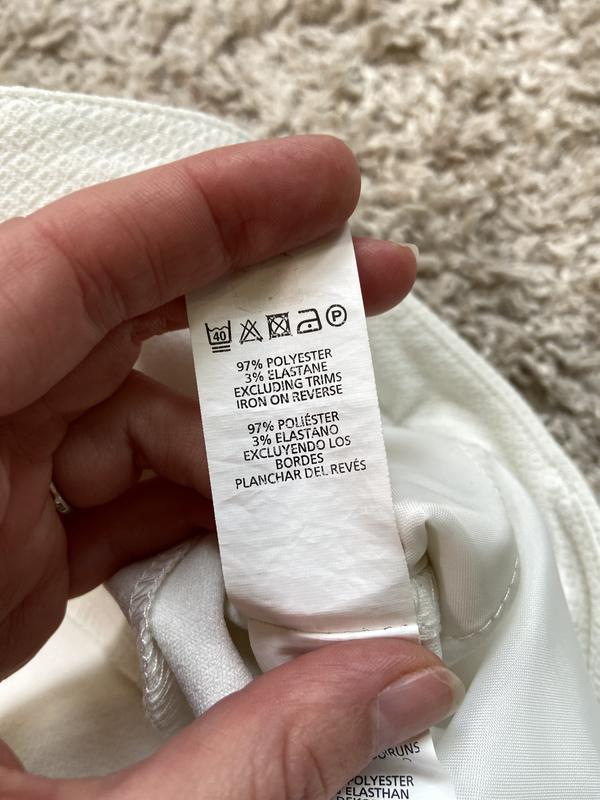 40
P
97% POLYESTER
3% ELASTANE
EXCLUDING TRIMS
IRON ON REVERSE
97% POLIÉSTER
3% ELASTANO
EXCLUYENDO LOS
BORDES
PLANCHAR DEL REVÉS
POLYESTER
ELASTHAN